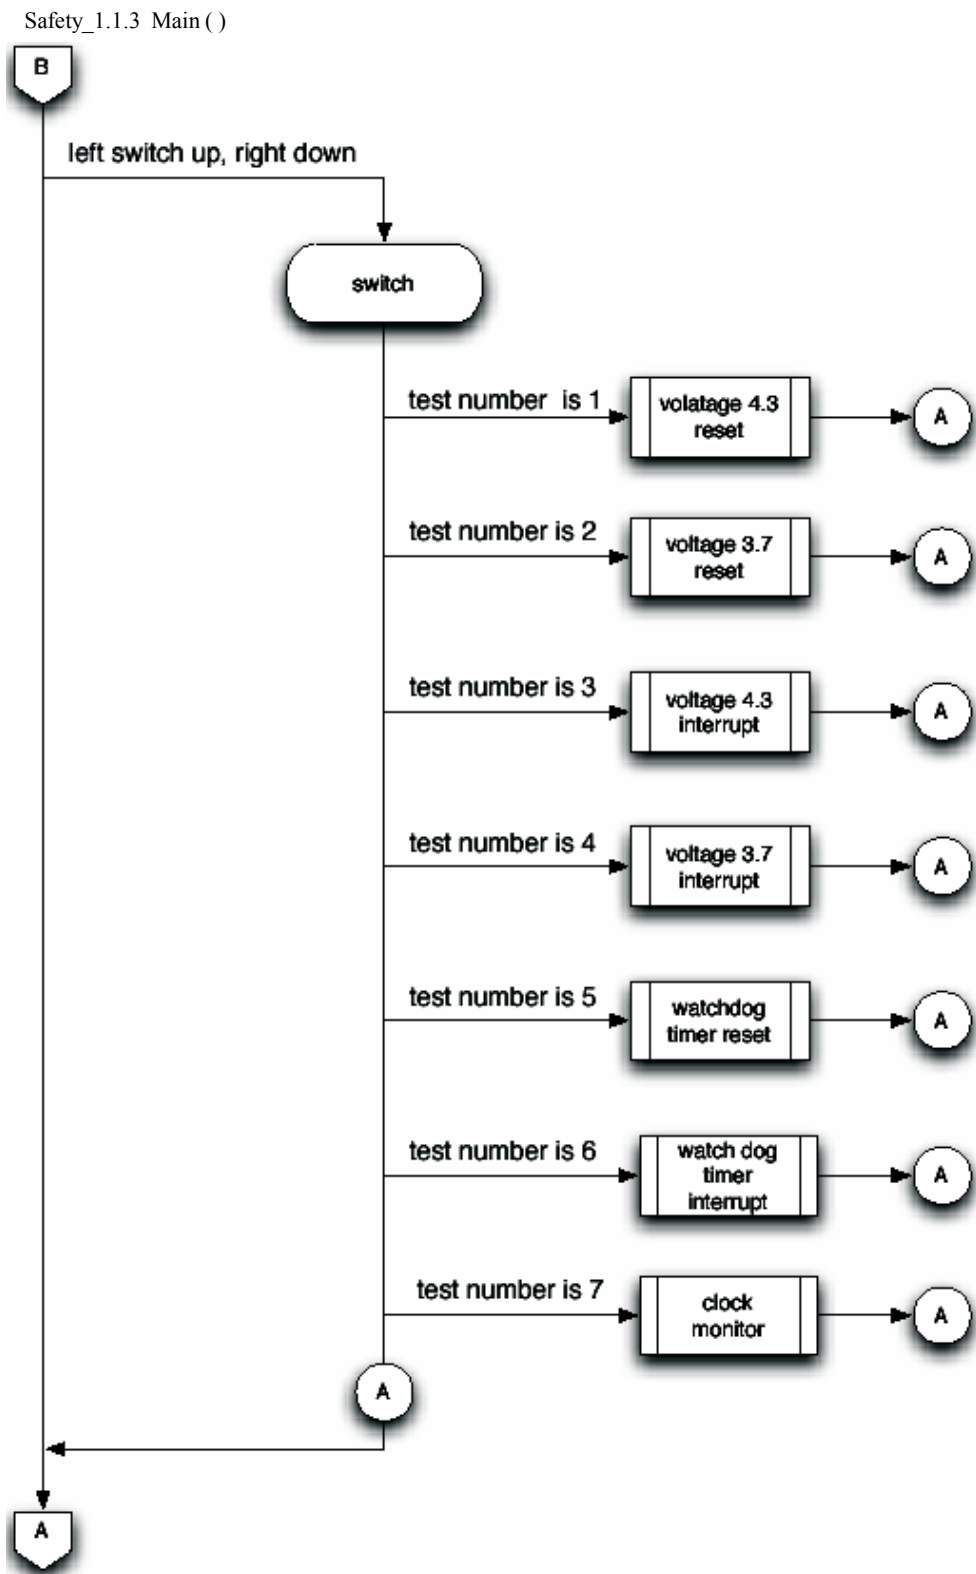 Safety_1.1.3 Main ( )
B
left switch up, right down
switch
test number is 1
volatage 4.3
reset
A
test number is 2
voltage 3.7
reset
A
test number is 3
voltage 4.3
interrupt
A
test number is 4
voltage 3.7
interrupt
A
test number is 5
watchdog
timer reset
A
test number is 6
watch dog
timer
interrupt
A
test number is 7
clock
monitor
A
A
A